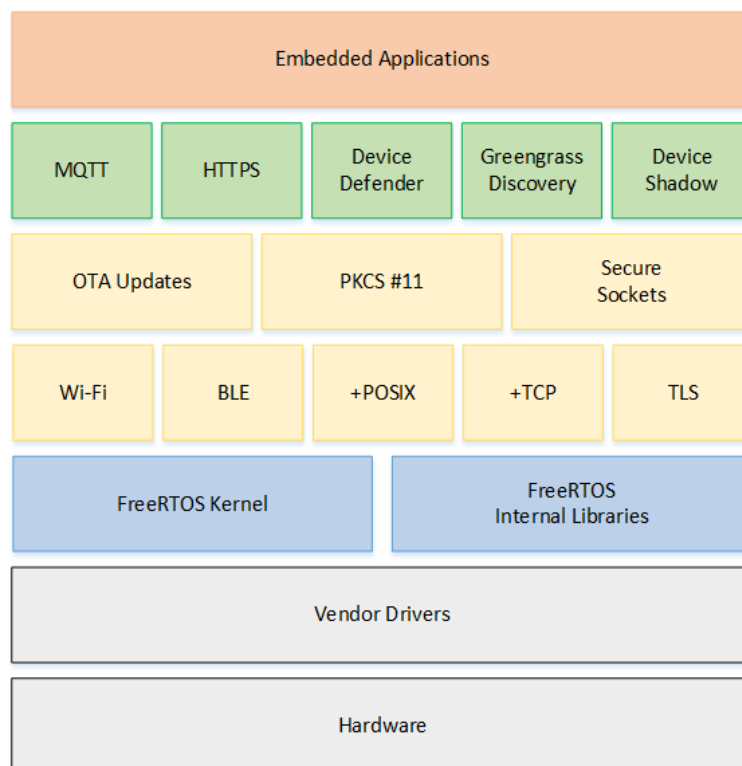 Embedded Applications
MQTT
HTTPS
Device
Defender
Greengrass
Discovery
Device
Shadow
OTA Updates
PKCS #11
Secure
Sockets
Wi-Fi
BLE
+POSIX
+TCP
TLS
FreeRTOS Kernel
FreeRTOS
Internal Libraries
Vendor Drivers
Hardware